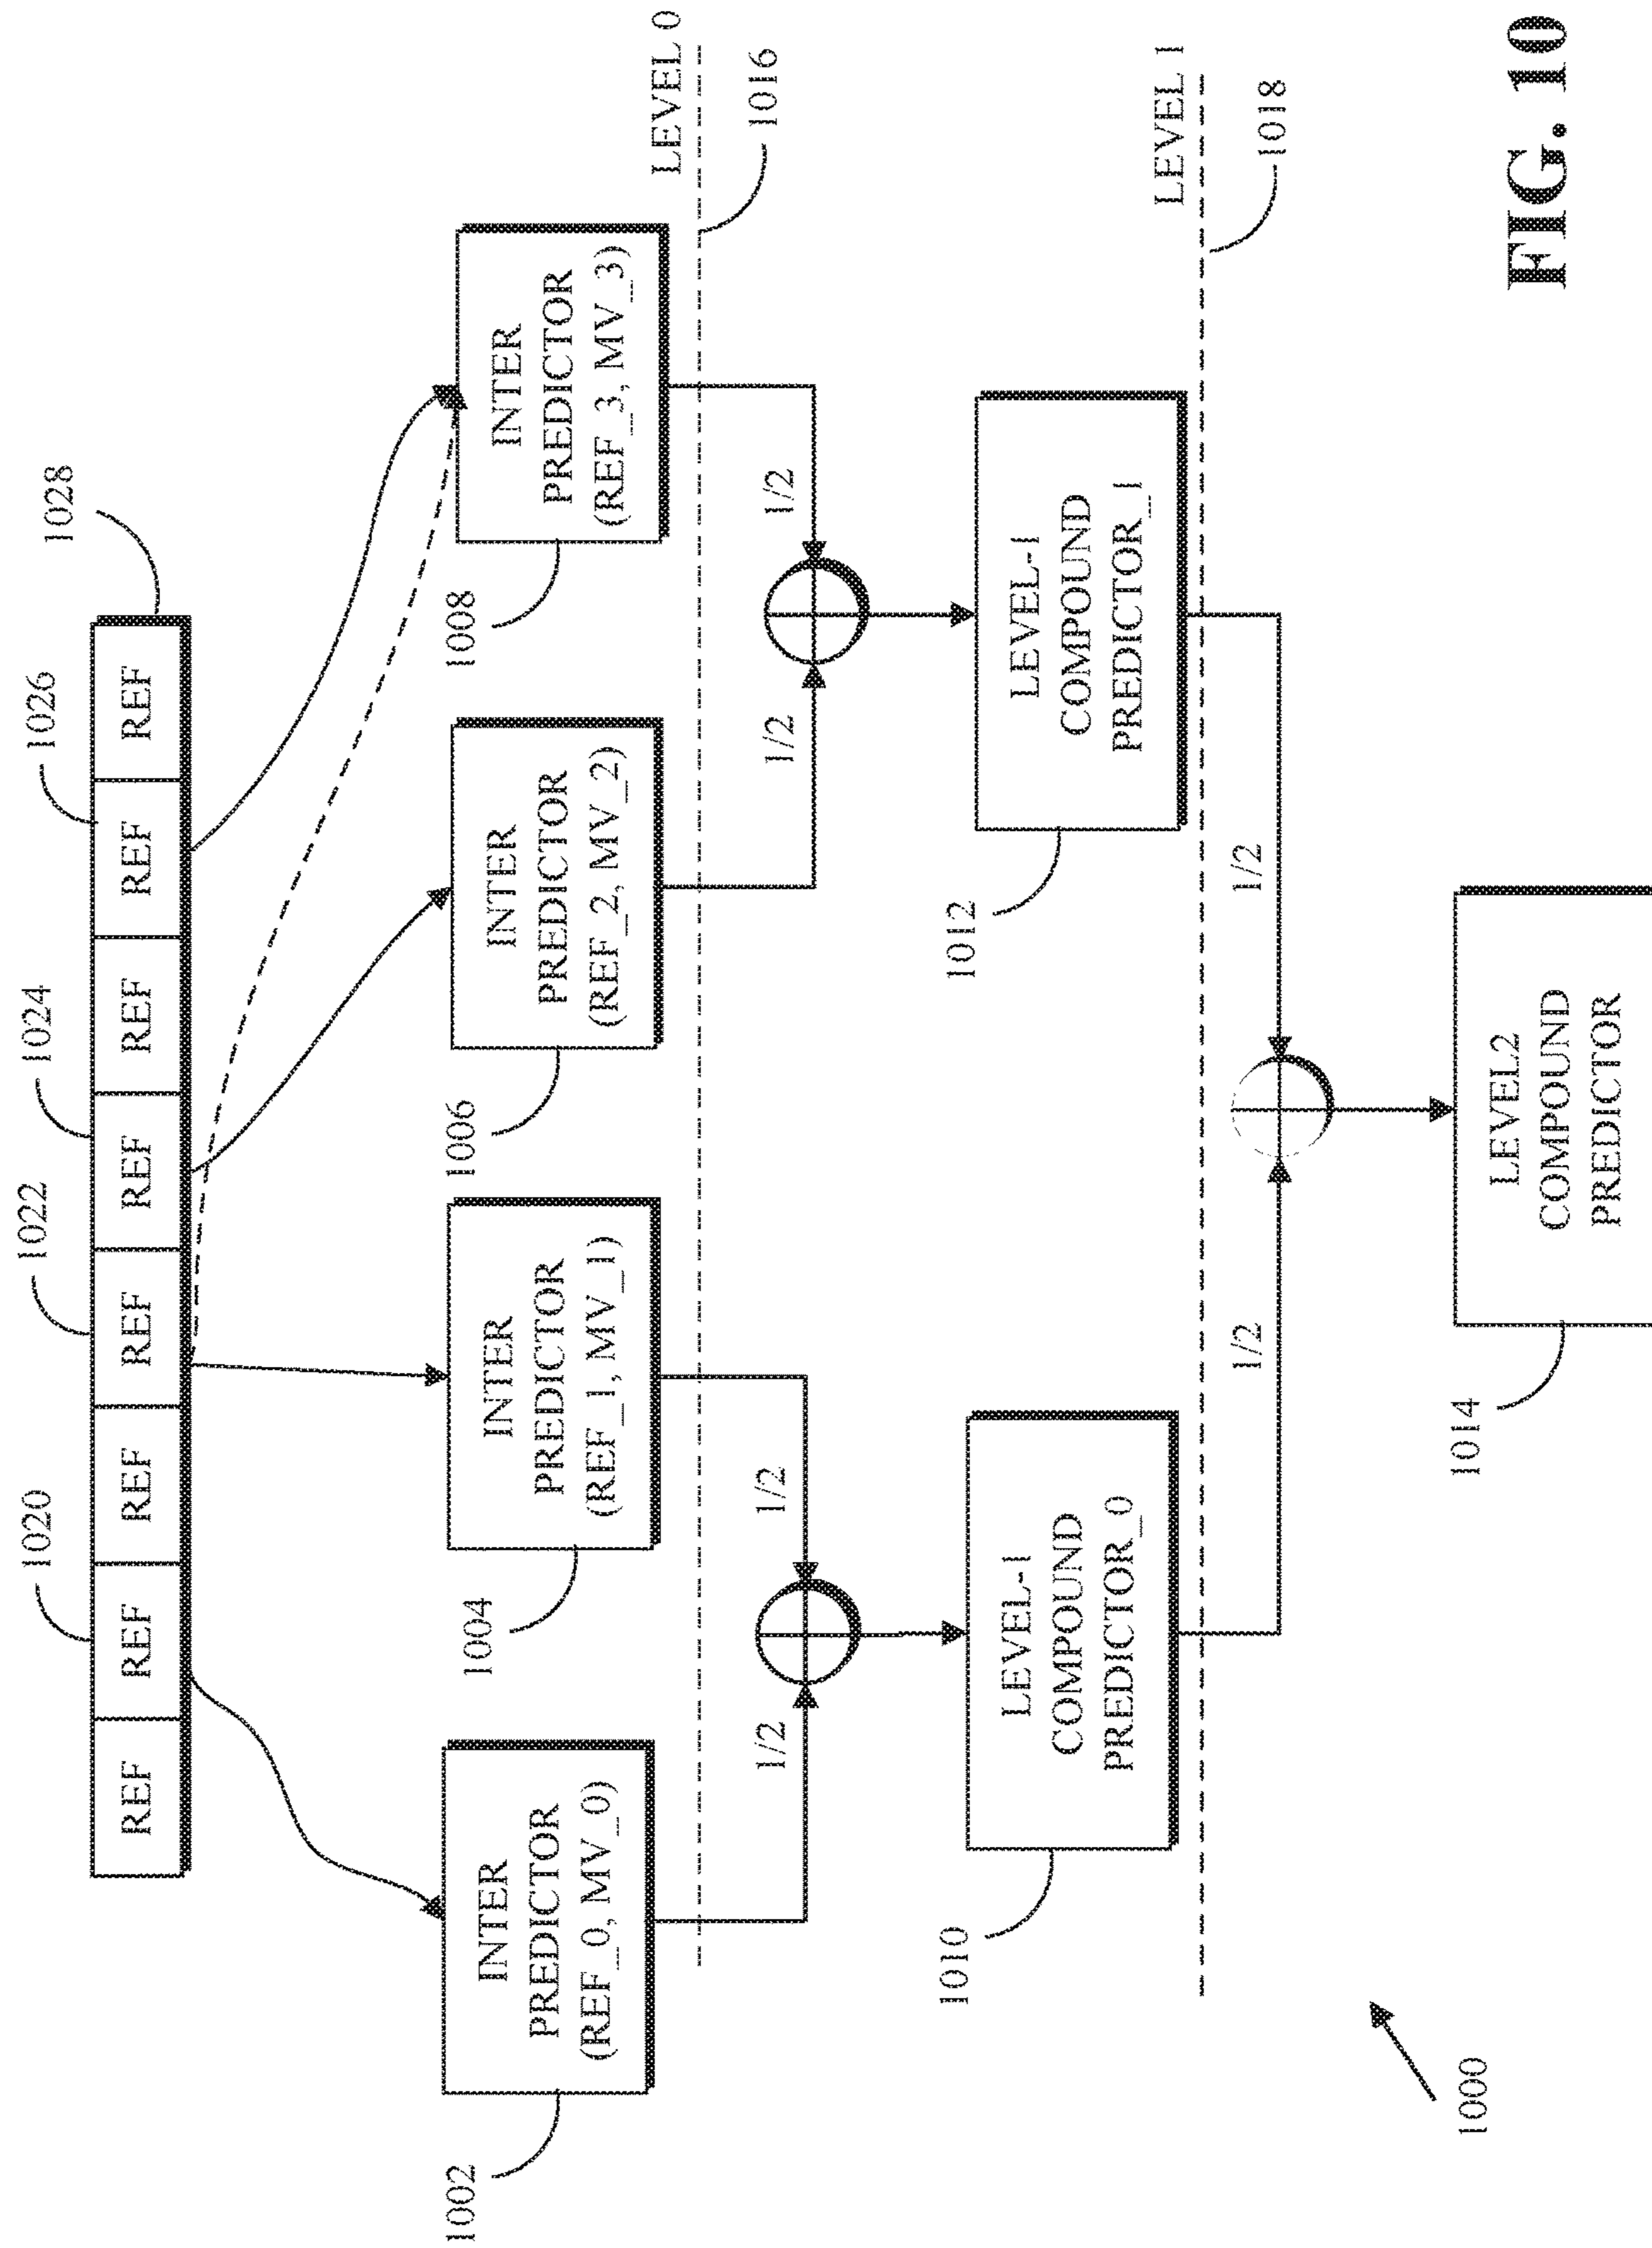 1020
1022
1024
1026
1028
REF
REF
REF
REF
REF
REF
REF
REF
1002
INTER
PREDICTOR
(REF_0, MV_0)
1004
INTER
PREDICTOR
(REF_1, MV_1)
1006
INTER
PREDICTOR
(REF_2, MV_2)
1008
INTER
PREDICTOR
(REF_3, MV_3)
LEVEL 0
1016
1/2
1/2
1/2
1/2
1010
LEVEL-1
COMPOUND
PREDICTOR_0
1012
LEVEL-1
COMPOUND
PREDICTOR_1
LEVEL 1
1018
1/2
1/2
1014
LEVEL2
COMPOUND
PREDICTOR
1000
FIG. 10